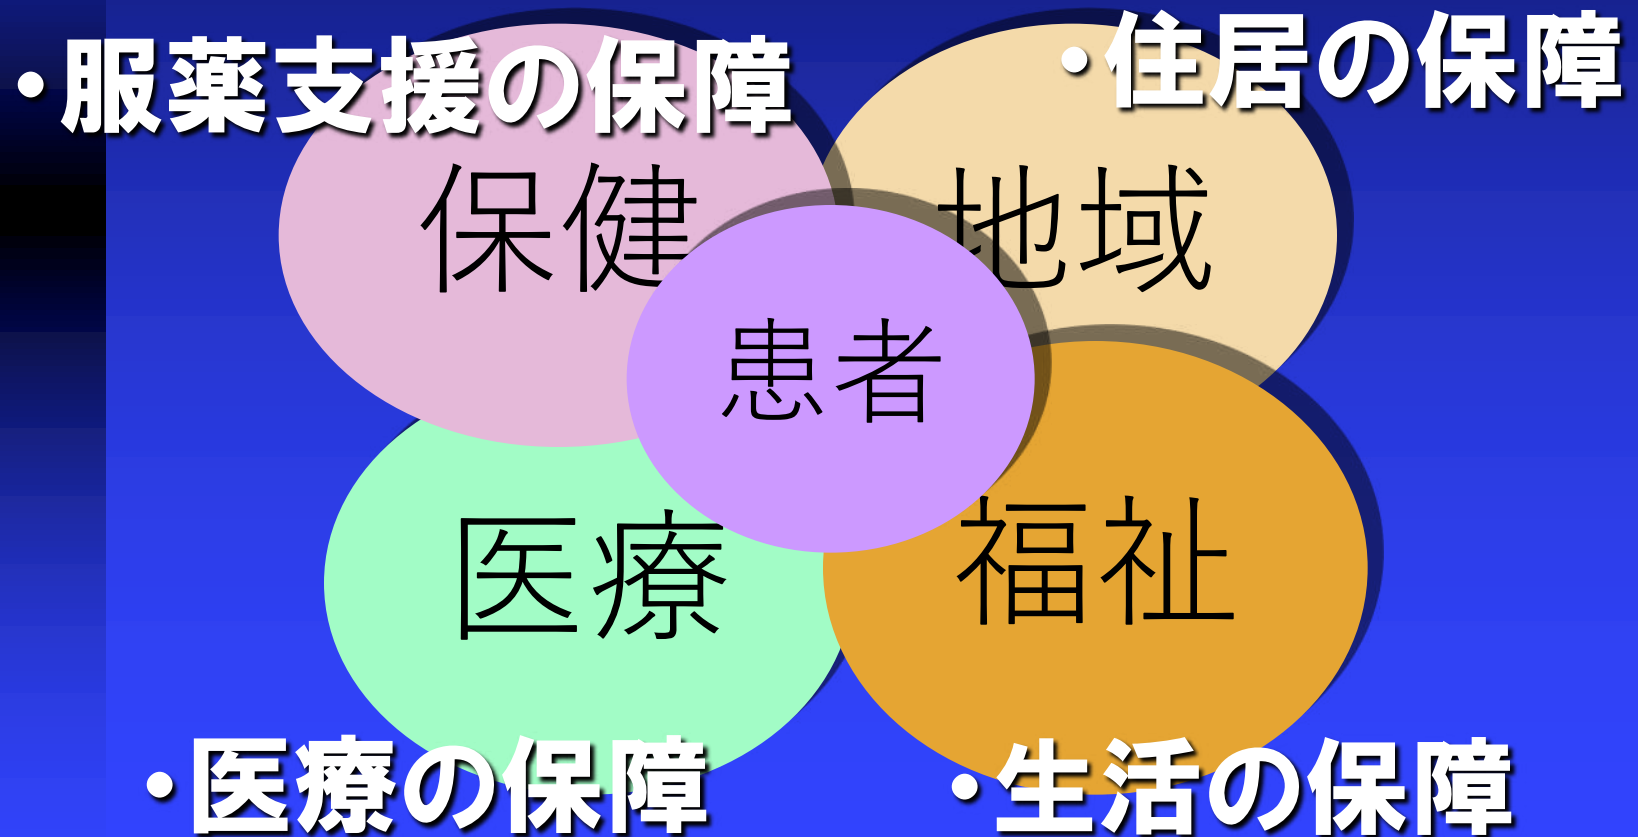 ・服薬支援の保障
・住居の保障
保健
地域
患者
医療
福祉
・医療の保障
・生活の保障